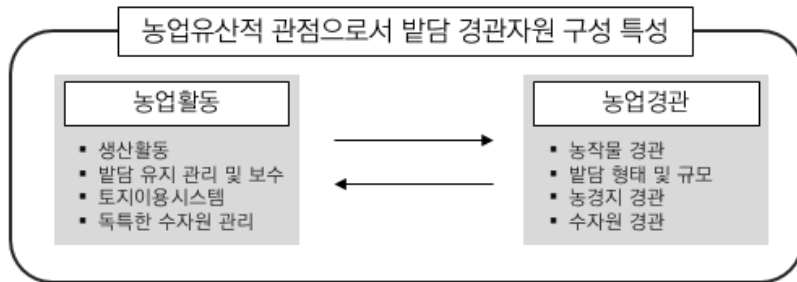 농업유산적 관점으로서 밭담 경관자원 구성 특성
농업활동
▪ 생산활동
▪ 밭담 유지 관리 및 보수
▪ 토지이용시스템
▪ 독특한 수자원 관리
농업경관
▪ 농작물 경관
▪ 밭담 형태 및 규모
▪ 농경지 경관
▪ 수자원 경관